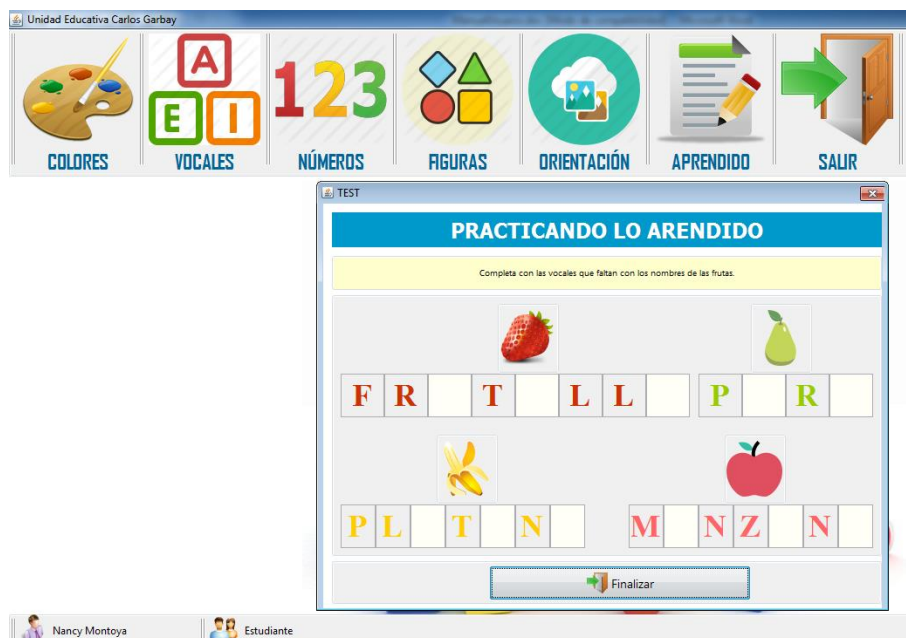 Unidad Educativa Carlos Garbay
A
E I
123
COLORES VOCALES NÚMEROS FIGURAS ORIENTACIÓN APRENDIDO SALIR
TEST
PRACTICANDO LO ARENDIDO
Completa con las vocales que faltan con los nombres de las frutas.
F R T L L P R
P L T N M N Z N
Finalizar
Nancy Montoya Estudiante